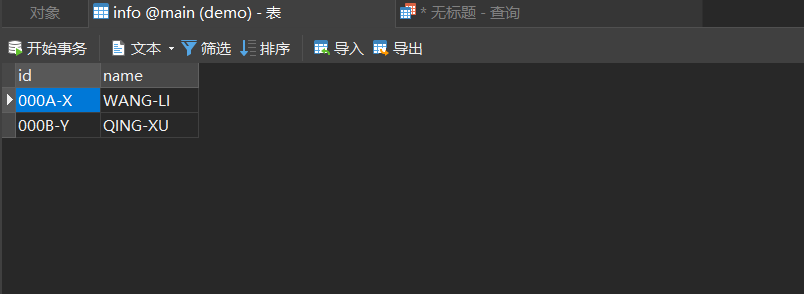 对象 info @main (demo) - 表 * 无标题 - 查询
开始事务 文本 筛选 排序 导入 导出
id name
000A-X WANG-LI
000B-Y QING-XU